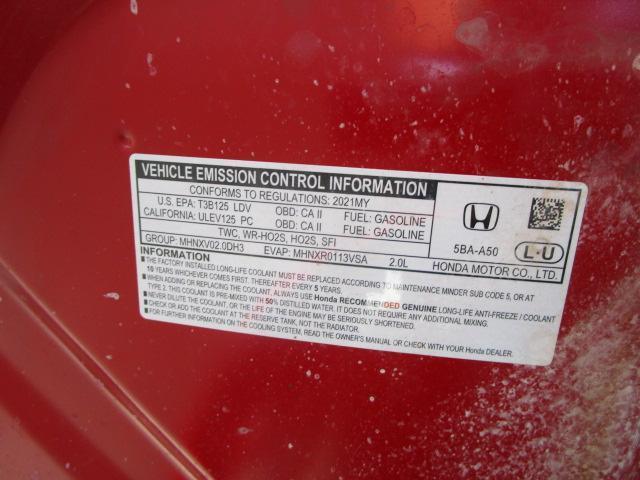 VEHICLE EMISSION CONTROL INFORMATION
CONFORMS TO REGULATIONS: 2021MY
U.S. EPA: T3B125 LDV OBD: CA II FUEL: GASOLINE
CALIFORNIA: ULEV125 PC OBD: CA II FUEL: GASOLINE
TWC, WR-HO2S, HO2S, SFI
GROUP: MHNXV02.0DH3 EVAP: MHNXR0113VSA 2.0L
5BA-A50
L-U
HONDA MOTOR CO., LTD.
INFORMATION
■THE FACTORY INSTALLED LONG-LIFE COOLANT MUST BE REPLACED ACCORDING TO MAINTENANCE MINDER SUB CODE 5, OR AT
10 YEARS WHICHEVER COMES FIRST. THEREAFTER EVERY 5 YEARS.
■WHEN ADDING OR REPLACING THE COOLANT, ALWAYS USE Honda RECOMMENDED GENUINE LONG-LIFE ANTI-FREEZE / COOLANT
TYPE 2. THIS COOLANT IS PRE-MIXED WITH 50% DISTILLED WATER. IT DOES NOT REQUIRE ANY ADDITIONAL MIXING.
■NEVER DILUTE THE COOLANT, OR THE LIFE OF THE ENGINE MAY BE SERIOUSLY SHORTENED.
■CHECK OR ADD THE COOLANT AT THE RESERVE TANK, NOT THE RADIATOR.
■FOR FURTHER INFORMATION ON THE COOLING SYSTEM, READ THE OWNER'S MANUAL OR CHECK WITH YOUR Honda DEALER.